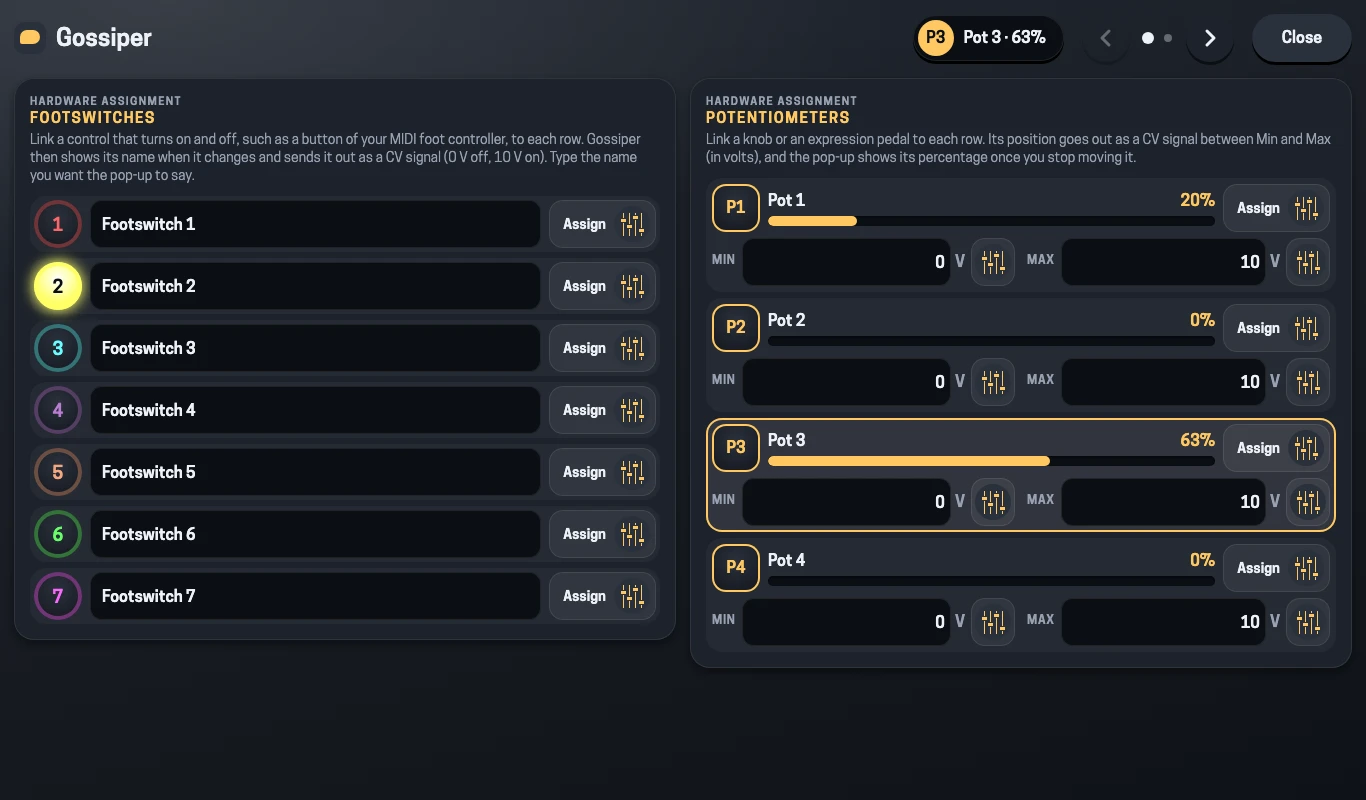 Gossiper
P3 Pot 3 · 63%
Close
HARDWARE ASSIGNMENT
FOOTSWITCHES
Link a control that turns on and off, such as a button of your MIDI foot controller, to each row. Gossiper
then shows its name when it changes and sends it out as a CV signal (0 V off, 10 V on). Type the name
you want the pop-up to say.
1 Footswitch 1 Assign
2 Footswitch 2 Assign
3 Footswitch 3 Assign
4 Footswitch 4 Assign
5 Footswitch 5 Assign
6 Footswitch 6 Assign
7 Footswitch 7 Assign
HARDWARE ASSIGNMENT
POTENTIOMETERS
Link a knob or an expression pedal to each row. Its position goes out as a CV signal between Min and Max
(in volts), and the pop-up shows its percentage once you stop moving it.
P1 Pot 1 20% Assign
MIN 0 V MAX 10 V
P2 Pot 2 0% Assign
MIN 0 V MAX 10 V
P3 Pot 3 63% Assign
MIN 0 V MAX 10 V
P4 Pot 4 0% Assign
MIN 0 V MAX 10 V